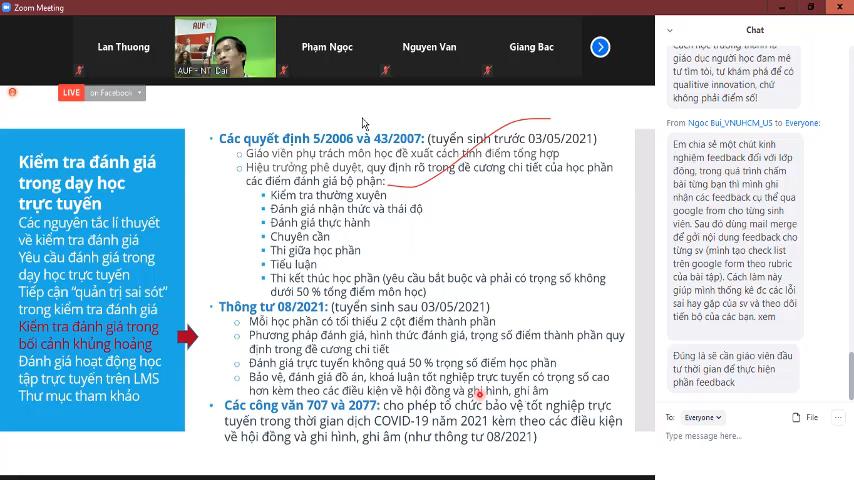 Zoom Meeting
Lan Thuong
Phạm Ngọc
Nguyen Van
Giang Bac
AUF
AUF - NT. Dai
LIVE on Facebook
Kiểm tra đánh giá
trong dạy học
trực tuyến
Các nguyên tắc lí thuyết
về kiểm tra đánh giá
Yêu cầu đánh giá trong
dạy học trực tuyến
Tiếp cận “quản trị sai sót”
trong kiểm tra đánh giá
Kiểm tra đánh giá trong
bối cảnh khủng hoảng
Đánh giá hoạt động học
tập trực tuyến trên LMS
Thư mục tham khảo
• Các quyết định 5/2006 và 43/2007: (tuyển sinh trước 03/05/2021)
Giáo viên phụ trách môn học đề xuất cách tính điểm tổng hợp
Hiệu trưởng phê duyệt, quy định rõ trong đề cương chi tiết của học phần
các điểm đánh giá bộ phận:
Kiểm tra thường xuyên
Đánh giá nhận thức và thái độ
Đánh giá thực hành
Chuyên cần
Thi giữa học phần
Tiểu luận
Thi kết thúc học phần (yêu cầu bắt buộc và phải có trọng số không
dưới 50 % tổng điểm môn học)
• Thông tư 08/2021: (tuyển sinh sau 03/05/2021)
Mỗi học phần có tối thiểu 2 cột điểm thành phần
Phương pháp đánh giá, hình thức đánh giá, trọng số điểm thành phần quy
định trong đề cương chi tiết
Đánh giá trực tuyến không quá 50 % trọng số điểm học phần
Bảo vệ, đánh giá đồ án, khoá luận tốt nghiệp trực tuyến có trọng số cao
hơn kèm theo các điều kiện về hội đồng và ghi hình, ghi âm
• Các công văn 707 và 2077: cho phép tổ chức bảo vệ tốt nghiệp trực
tuyến trong thời gian dịch COVID-19 năm 2021 kèm theo các điều kiện
về hội đồng và ghi hình, ghi âm (như thông tư 08/2021)
Chat
giáo dục người học đam mê
tự tìm tòi, tự khám phá để có
qualitive innovation, chứ
không phải điểm số!
From Ngọc Bui_VNUHCM_US to Everyone:
Em chia sẻ một chút kinh
nghiệm feedback đối với lớp
đông, trong quá trình chấm
bài từng bạn thì mình ghi
nhận các feedback cụ thể qua
google from cho từng sinh
viên. Sau đó dùng mail merge
để gởi nội dung feedback cho
từng sv (mình tạo check list
trên google form theo rubric
của bài tập). Cách làm này
giúp mình thống kê đc các lỗi
sai hay gặp của sv và theo dõi
tiến bộ của các bạn. xem
Đúng là sẽ cần giáo viên đầu
tư thời gian để thực hiện
phần feedback
To: Everyone File ...
Type message here...